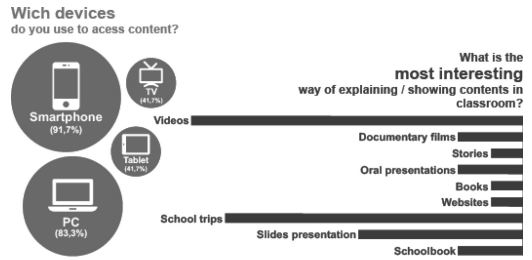 Wich devices
do you use to acess content?
Smartphone
(91,7%)
TV
(41,7%)
Tablet
(41,7%)
PC
(83,3%)
What is the
most interesting
way of explaining / showing contents in
classroom?
Videos
Documentary films
Stories
Oral presentations
Books
Websites
School trips
Slides presentation
Schoolbook